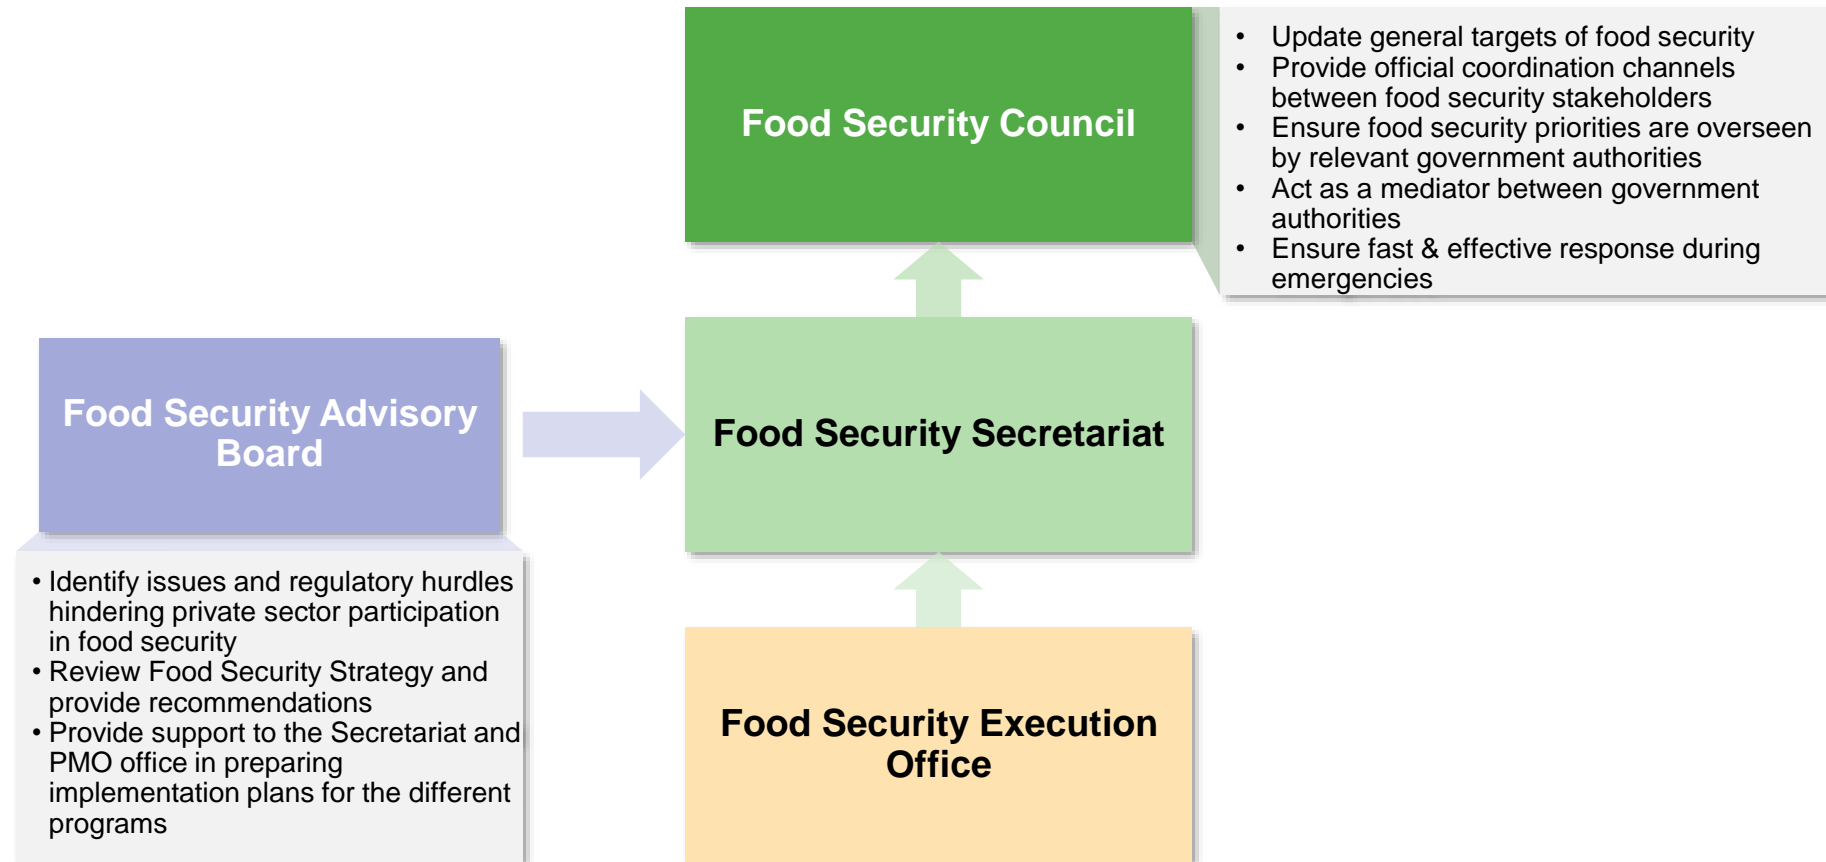 Food Security Council
• Update general targets of food security
• Provide official coordination channels
between food security stakeholders
• Ensure food security priorities are overseen
by relevant government authorities
• Act as a mediator between government
authorities
• Ensure fast & effective response during
emergencies
Food Security Advisory
Board
Food Security Secretariat
• Identify issues and regulatory hurdles
hindering private sector participation
in food security
• Review Food Security Strategy and
provide recommendations
• Provide support to the Secretariat and
PMO office in preparing
implementation plans for the different
programs
Food Security Execution
Office